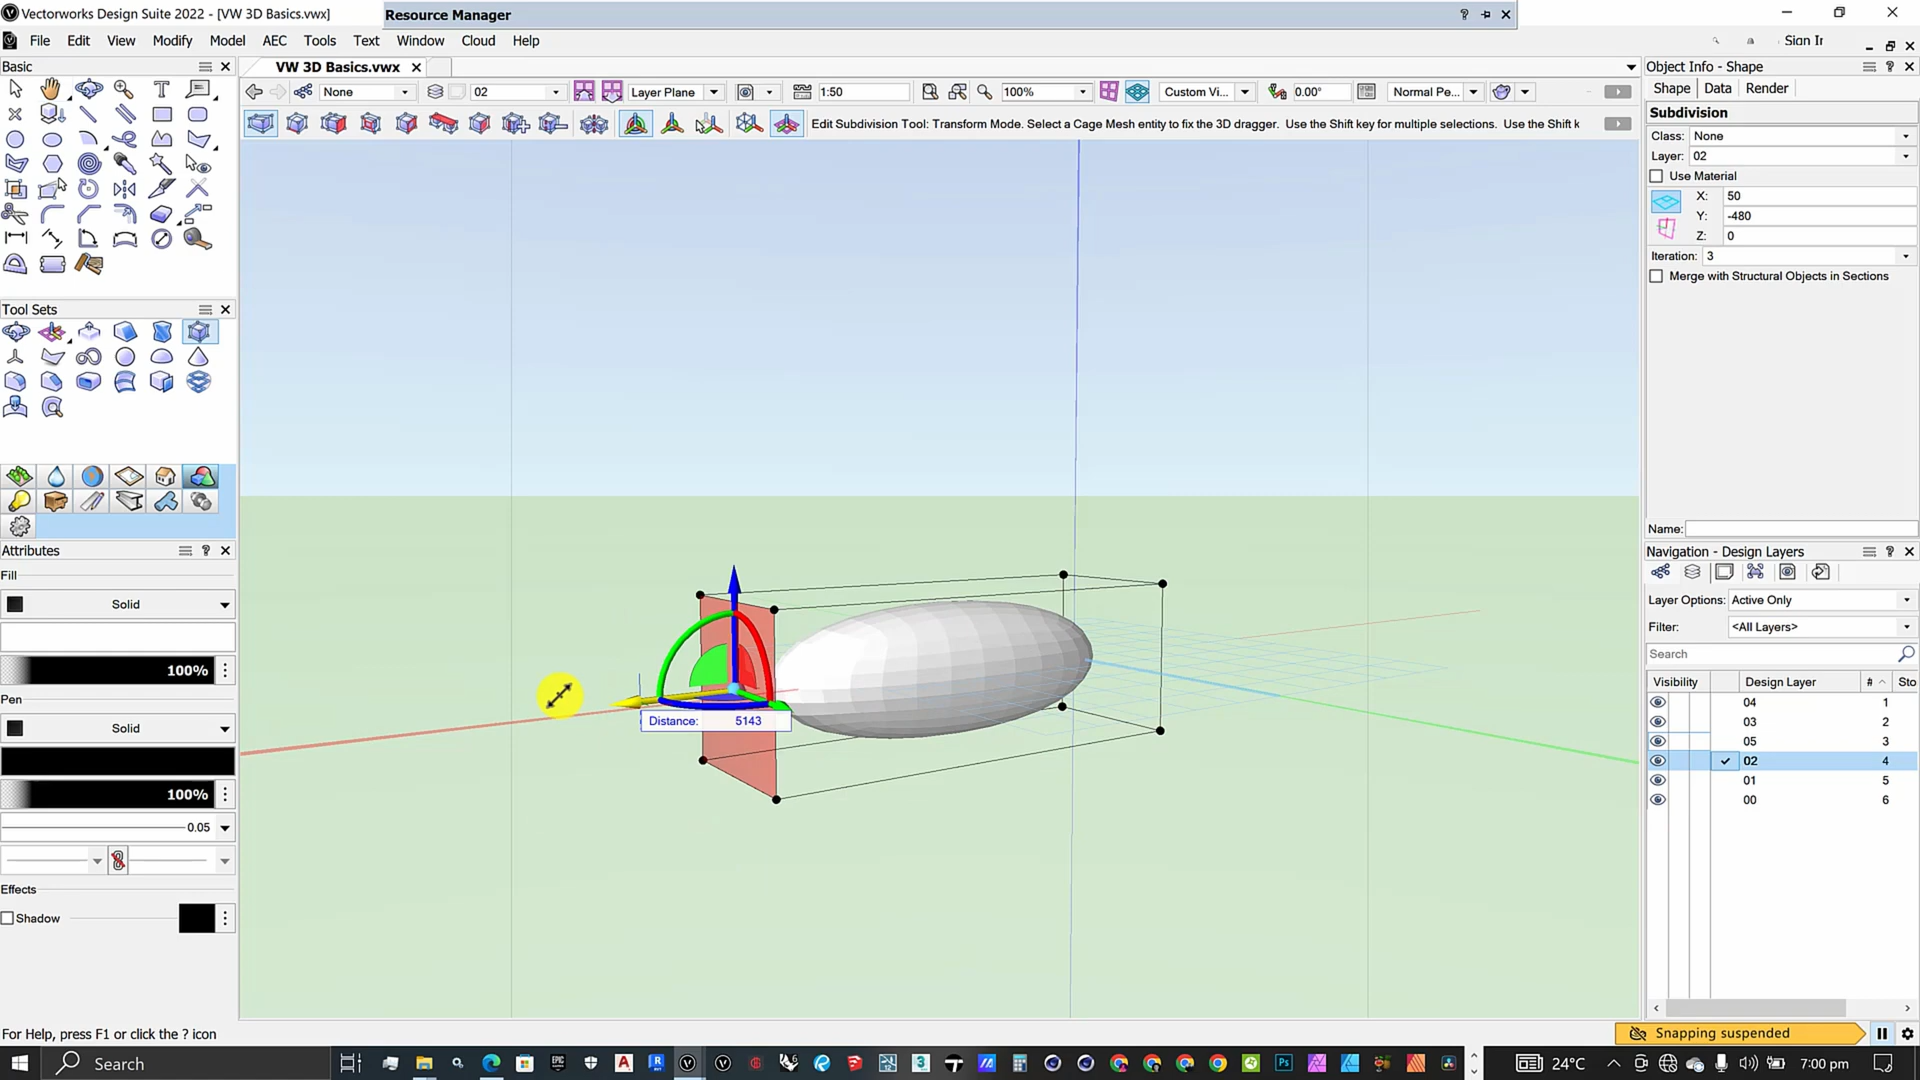 Vectorworks Design Suite 2022 - [VW 3D Basics.vwx]
Resource Manager
File Edit View Modify Model AEC Tools Text Window Cloud Help
Sign Ir
Basic
VW 3D Basics.vwx
None
02
Layer Plane
1:50
100%
Custom Vi...
0.00°
Normal Pe...
Edit Subdivision Tool: Transform Mode. Select a Cage Mesh entity to fix the 3D dragger. Use the Shift key for multiple selections. Use the Shift k
Object Info - Shape
Shape Data Render
Subdivision
Class: None
Layer: 02
Use Material
X: 50
Y: -480
Z: 0
Iteration: 3
Merge with Structural Objects in Sections
Name:
Tool Sets
Attributes
Fill
Solid
100%
Pen
Solid
100%
0.05
Effects
Shadow
Distance: 5143
Navigation - Design Layers
Layer Options: Active Only
Filter: <All Layers>
Search
Visibility Design Layer # Sto
04 1
03 2
05 3
02 4
01 5
00 6
For Help, press F1 or click the ? icon
Snapping suspended
Search
24°C
7:00 pm